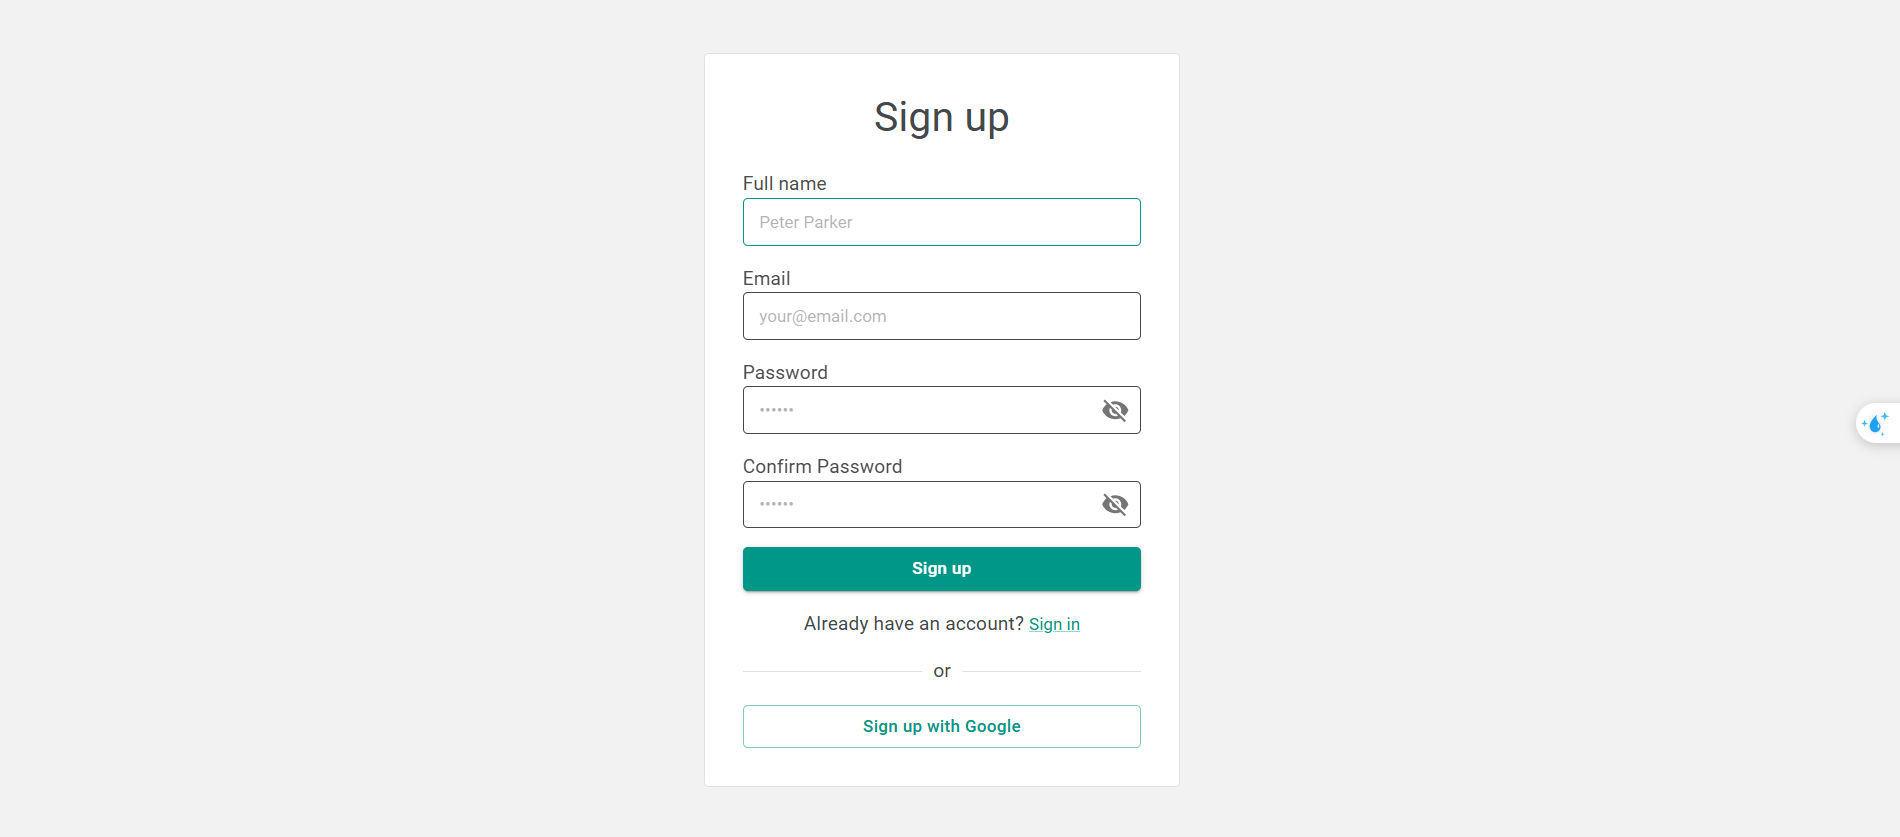 Sign up
Full name
Peter Parker
Email
your@email.com
Password
••••••
Confirm Password
••••••
Sign up
Already have an account? Sign in
or
Sign up with Google